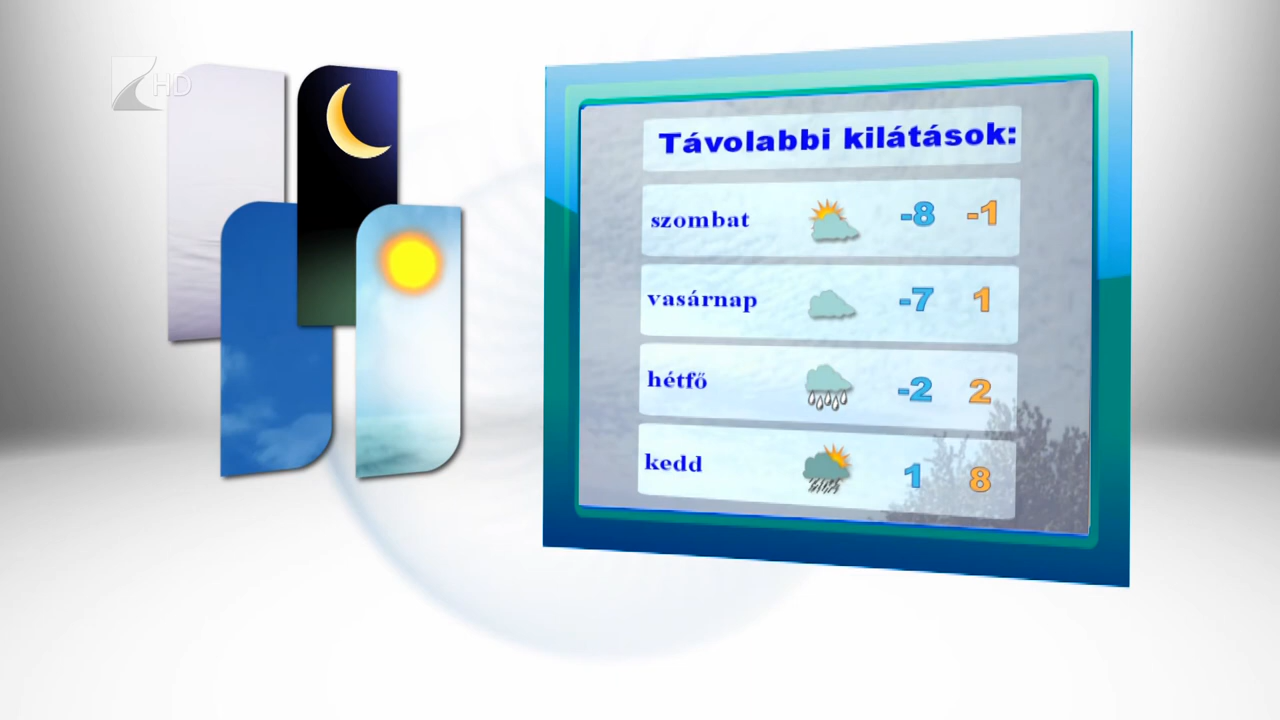 HD
Távolabbi kilátások:
szombat -8 -1
vasárnap -7 1
hétfő -2 2
kedd 1 8